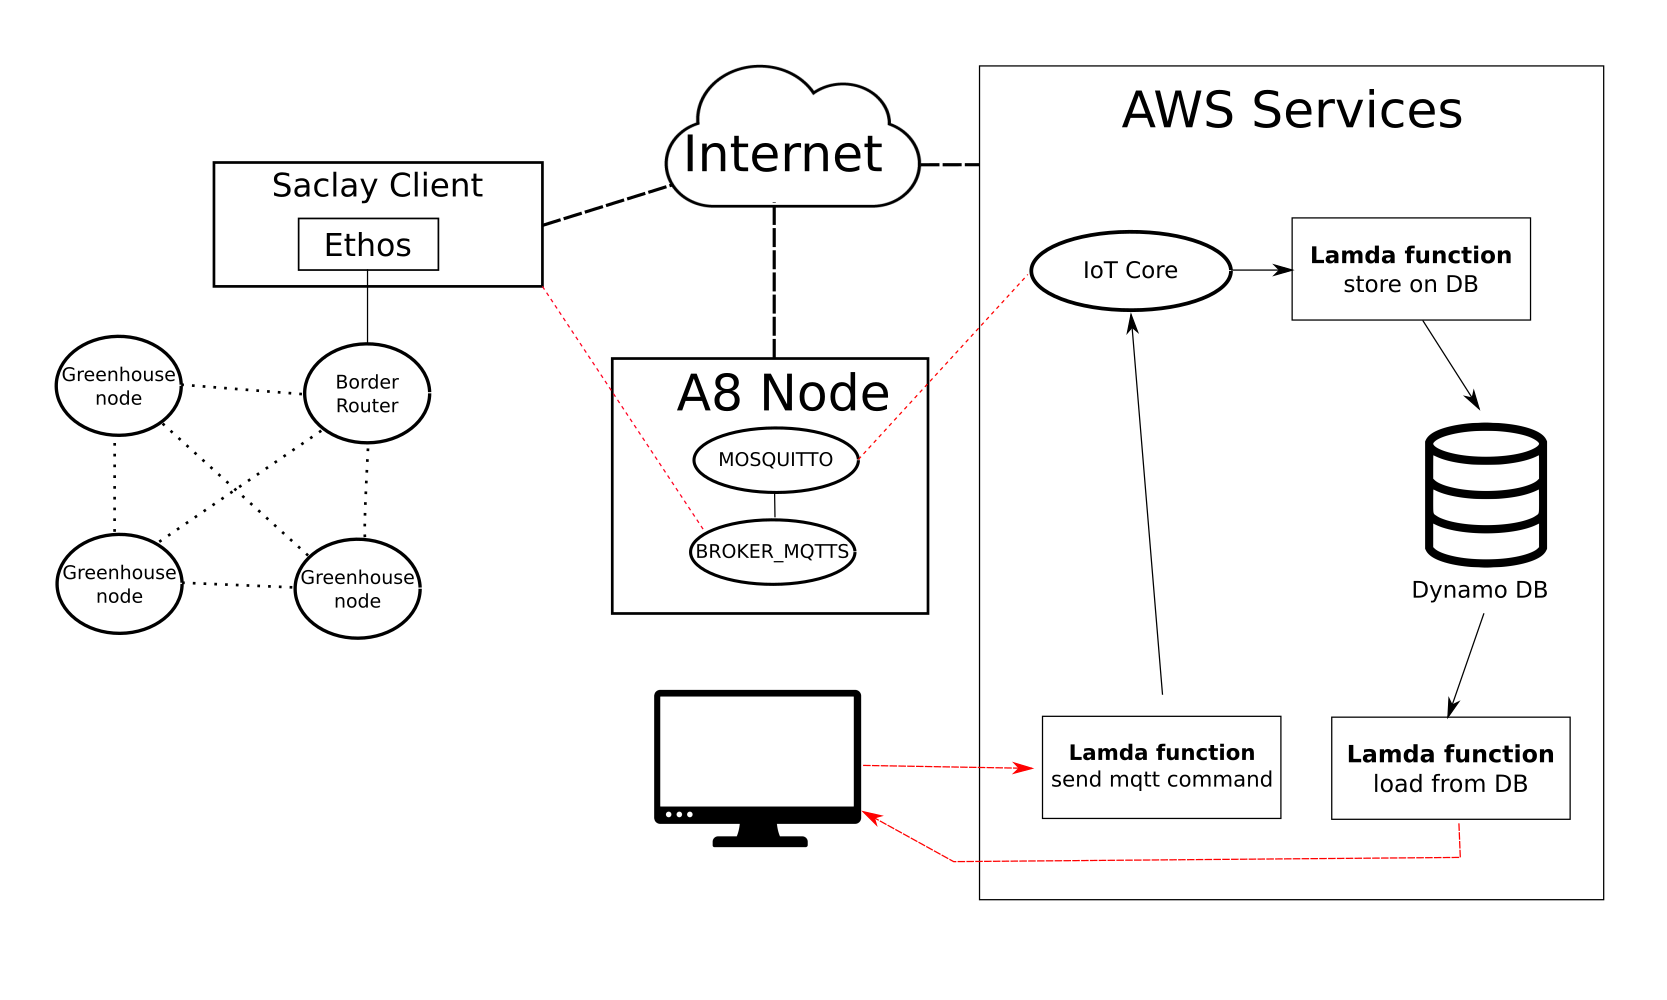 AWS Services
Internet
Saclay Client
Ethos
IoT Core
Lamda function
store on DB
Greenhouse
node
Border
Router
A8 Node
MOSQUITTO
BROKER_MQTTS
Greenhouse
node
Greenhouse
node
Dynamo DB
Lamda function
send mqtt command
Lamda function
load from DB